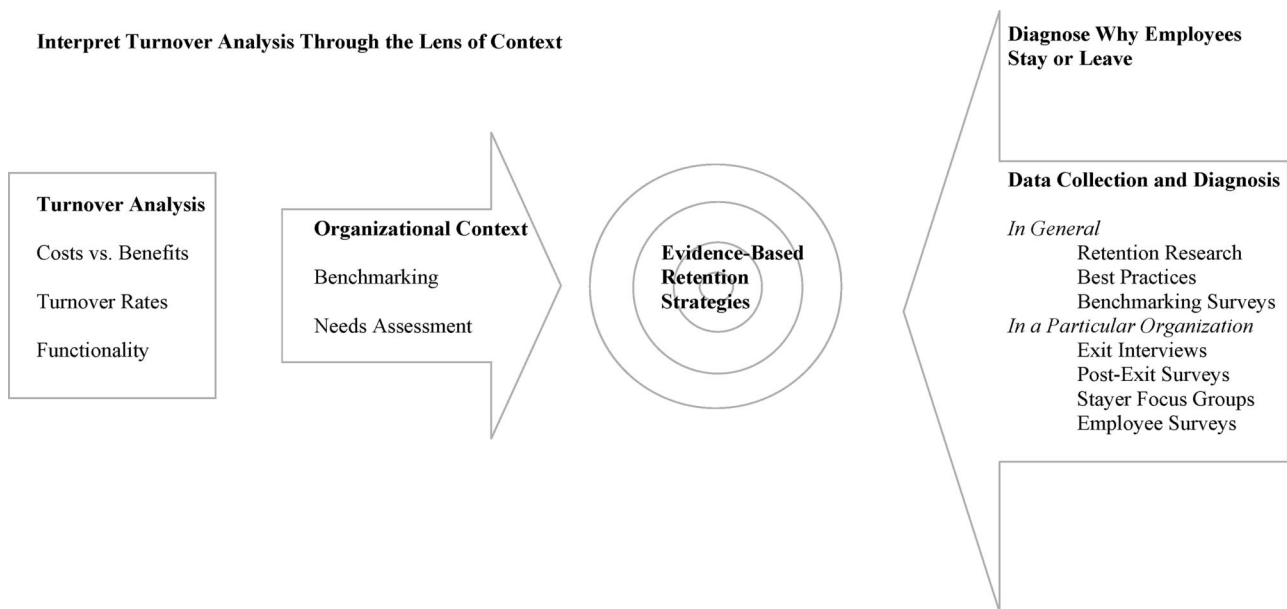 Interpret Turnover Analysis Through the Lens of Context
Turnover Analysis
Costs vs. Benefits
Turnover Rates
Functionality
Organizational Context
Benchmarking
Needs Assessment
Evidence-Based
Retention
Strategies
Diagnose Why Employees
Stay or Leave
Data Collection and Diagnosis
In General
Retention Research
Best Practices
Benchmarking Surveys
In a Particular Organization
Exit Interviews
Post-Exit Surveys
Stayer Focus Groups
Employee Surveys